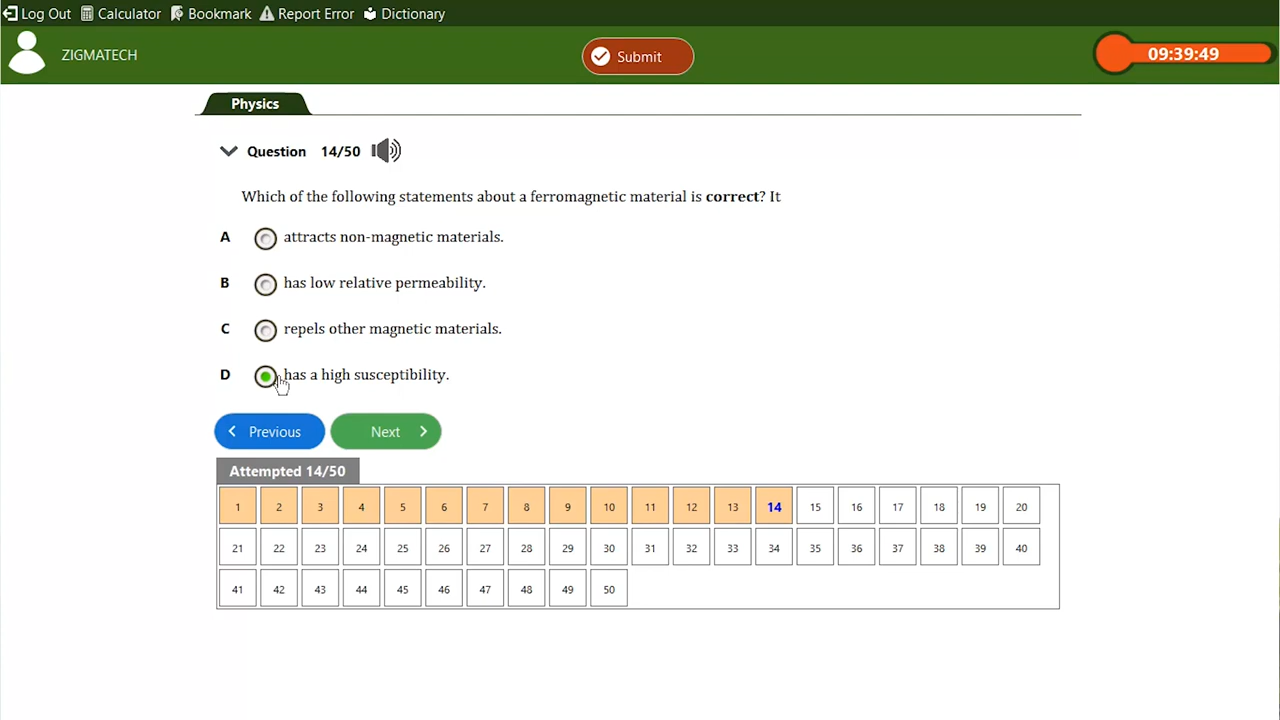 Log Out Calculator Bookmark Report Error Dictionary
ZIGMATECH
Submit
09:39:49
Physics
Question 14/50
Which of the following statements about a ferromagnetic material is correct? It
A attracts non-magnetic materials.
B has low relative permeability.
C repels other magnetic materials.
D has a high susceptibility.
Previous Next
Attempted 14/50
1 2 3 4 5 6 7 8 9 10 11 12 13 14 15 16 17 18 19 20
21 22 23 24 25 26 27 28 29 30 31 32 33 34 35 36 37 38 39 40
41 42 43 44 45 46 47 48 49 50